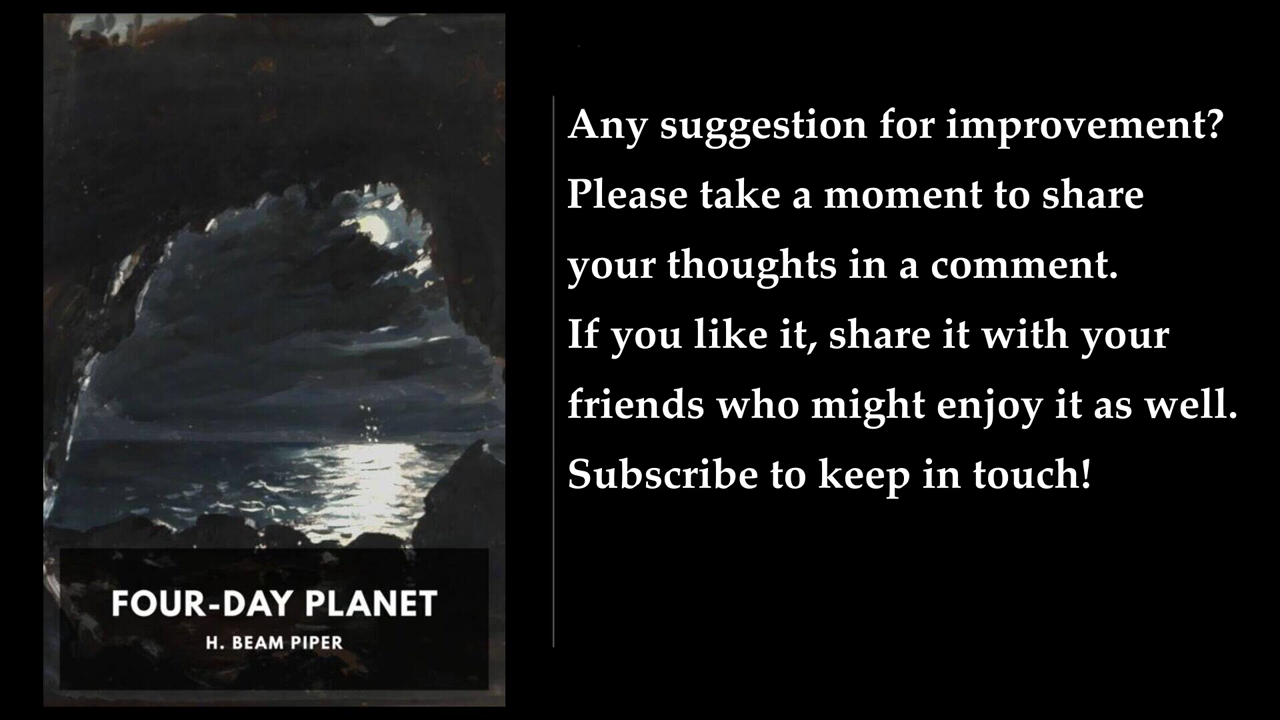 Any suggestion for improvement?
Please take a moment to share
your thoughts in a comment.
If you like it, share it with your
friends who might enjoy it as well.
Subscribe to keep in touch!
FOUR-DAY PLANET
H. BEAM PIPER